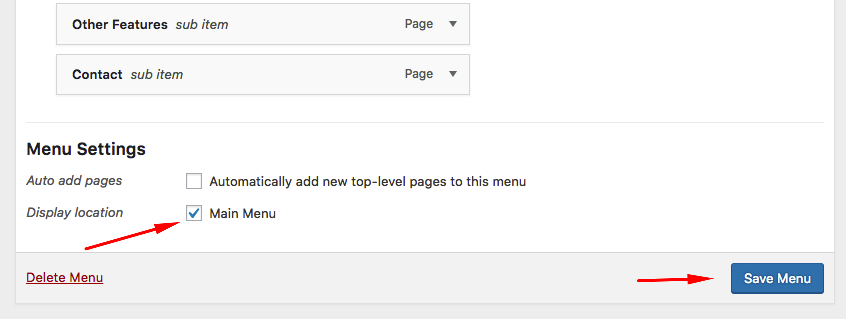 Other Features sub item Page
Contact sub item Page
Menu Settings
Auto add pages Automatically add new top-level pages to this menu
Display location Main Menu
Delete Menu Save Menu